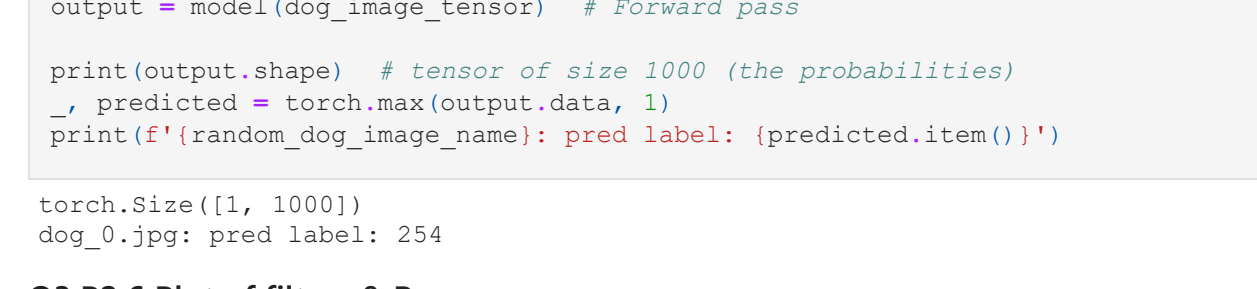 output = model(dog_image_tensor)  # Forward pass
print(output.shape)  # tensor of size 1000 (the probabilities)
_, predicted = torch.max(output.data, 1)
print(f'{random_dog_image_name}: pred label: {predicted.item()}')
torch.Size([1, 1000])
dog_0.jpg: pred label: 254